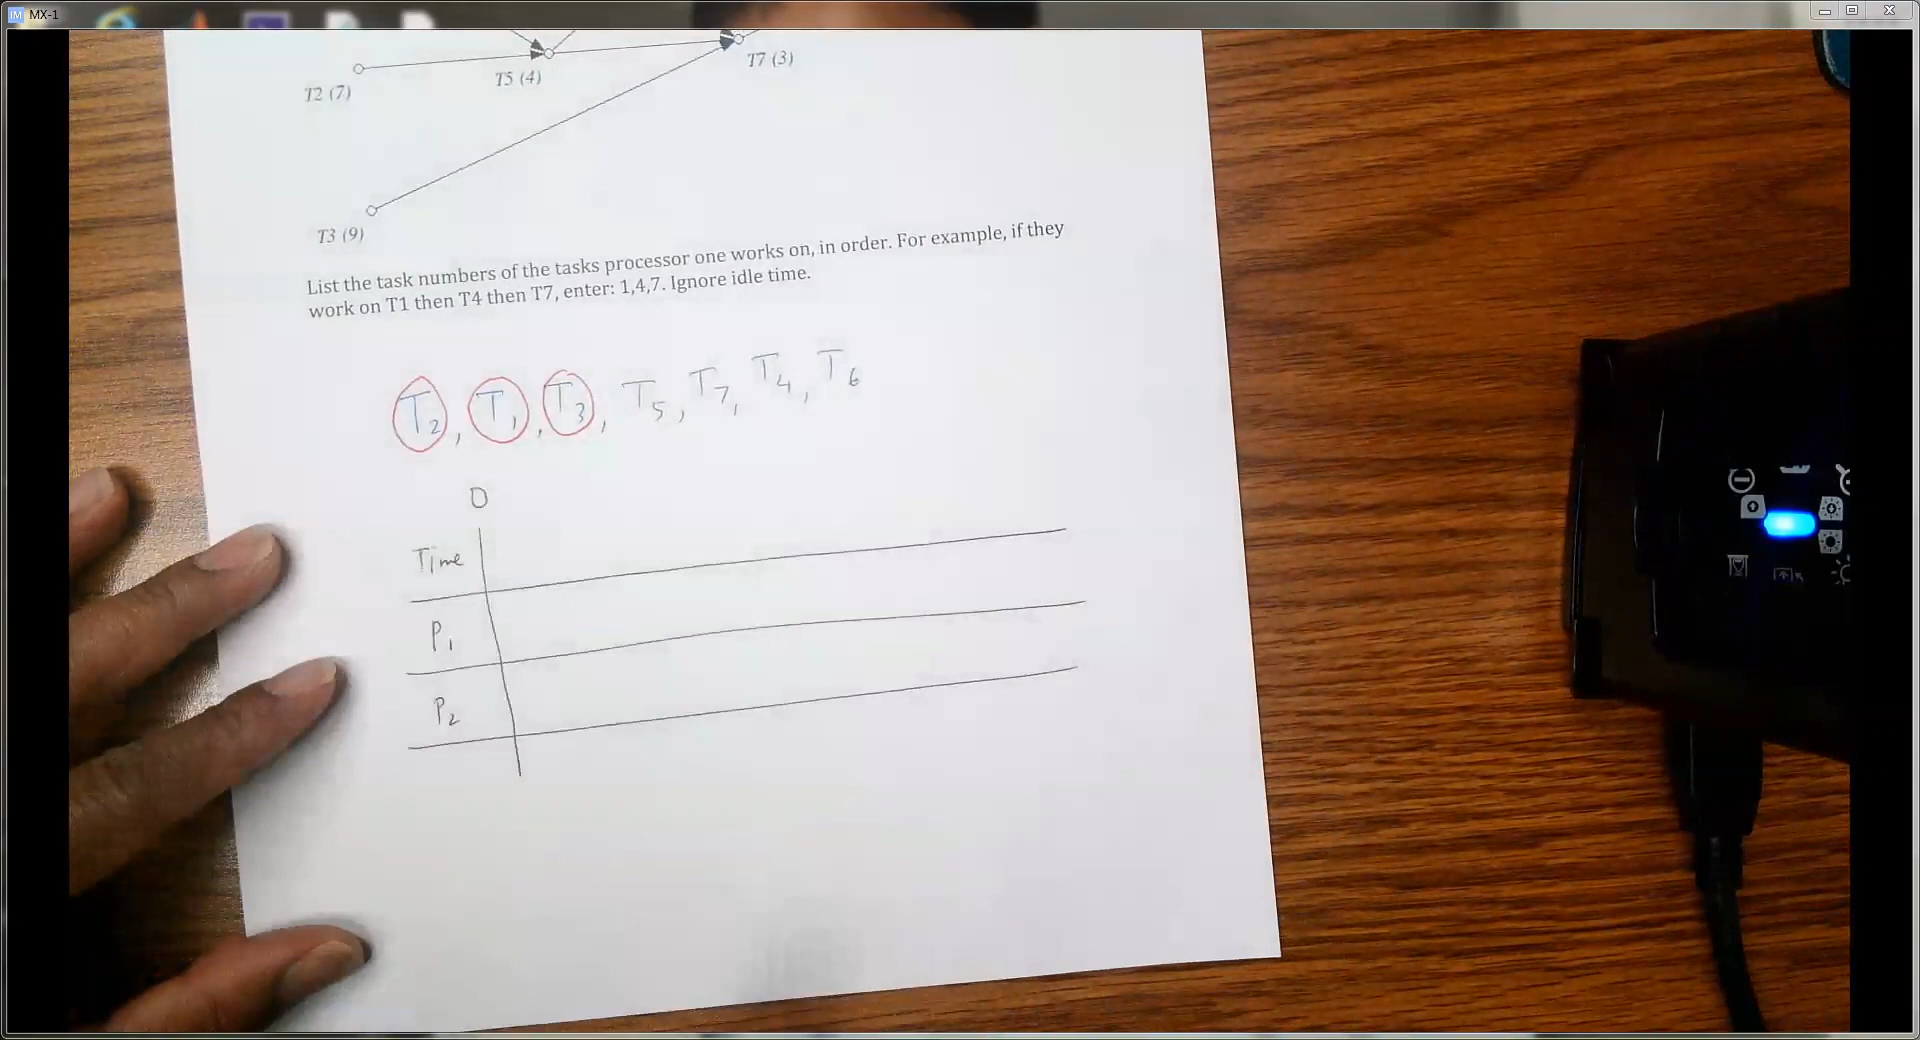 MX-1
T7 (3)
T5 (4)
T2 (7)
T3 (9)
List the task numbers of the tasks processor one works on, in order. For example, if they
work on T1 then T4 then T7, enter: 1,4,7. Ignore idle time.
T2, T1, T3, T5, T7, T4, T6
0
Time
P1
P2